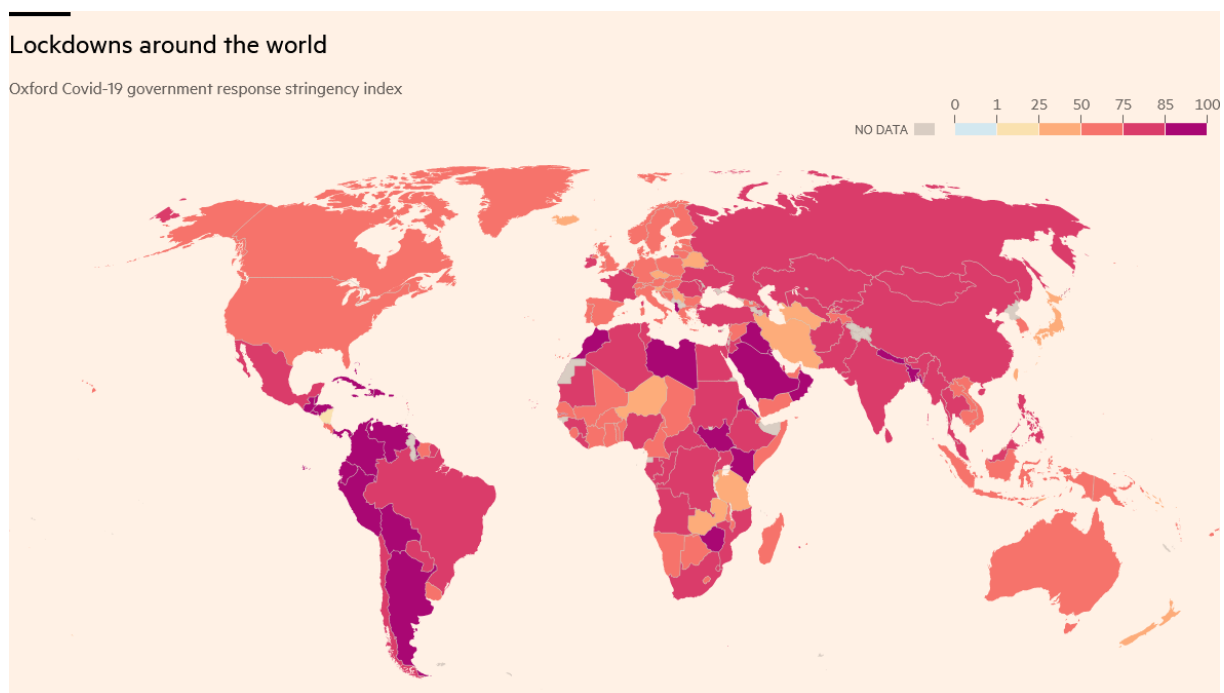 Lockdowns around the world
Oxford Covid-19 government response stringency index
0 1 25 50 75 85 100
NO DATA